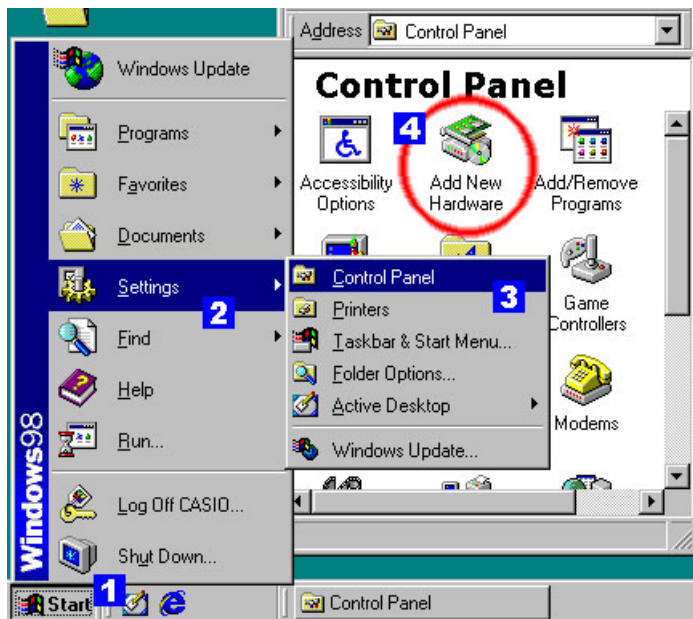 Address Control Panel
Windows Update
Control Panel
4
Programs
Accessibility Options
Add New Hardware
Add/Remove Programs
Favorites
Documents
Settings
2
Control Panel
3
Printers
Taskbar & Start Menu...
Folder Options...
Active Desktop
Windows Update...
Game Controllers
Modems
Find
Help
Run...
Log Off CASIO...
Shut Down...
Windows98
1
Start
Control Panel